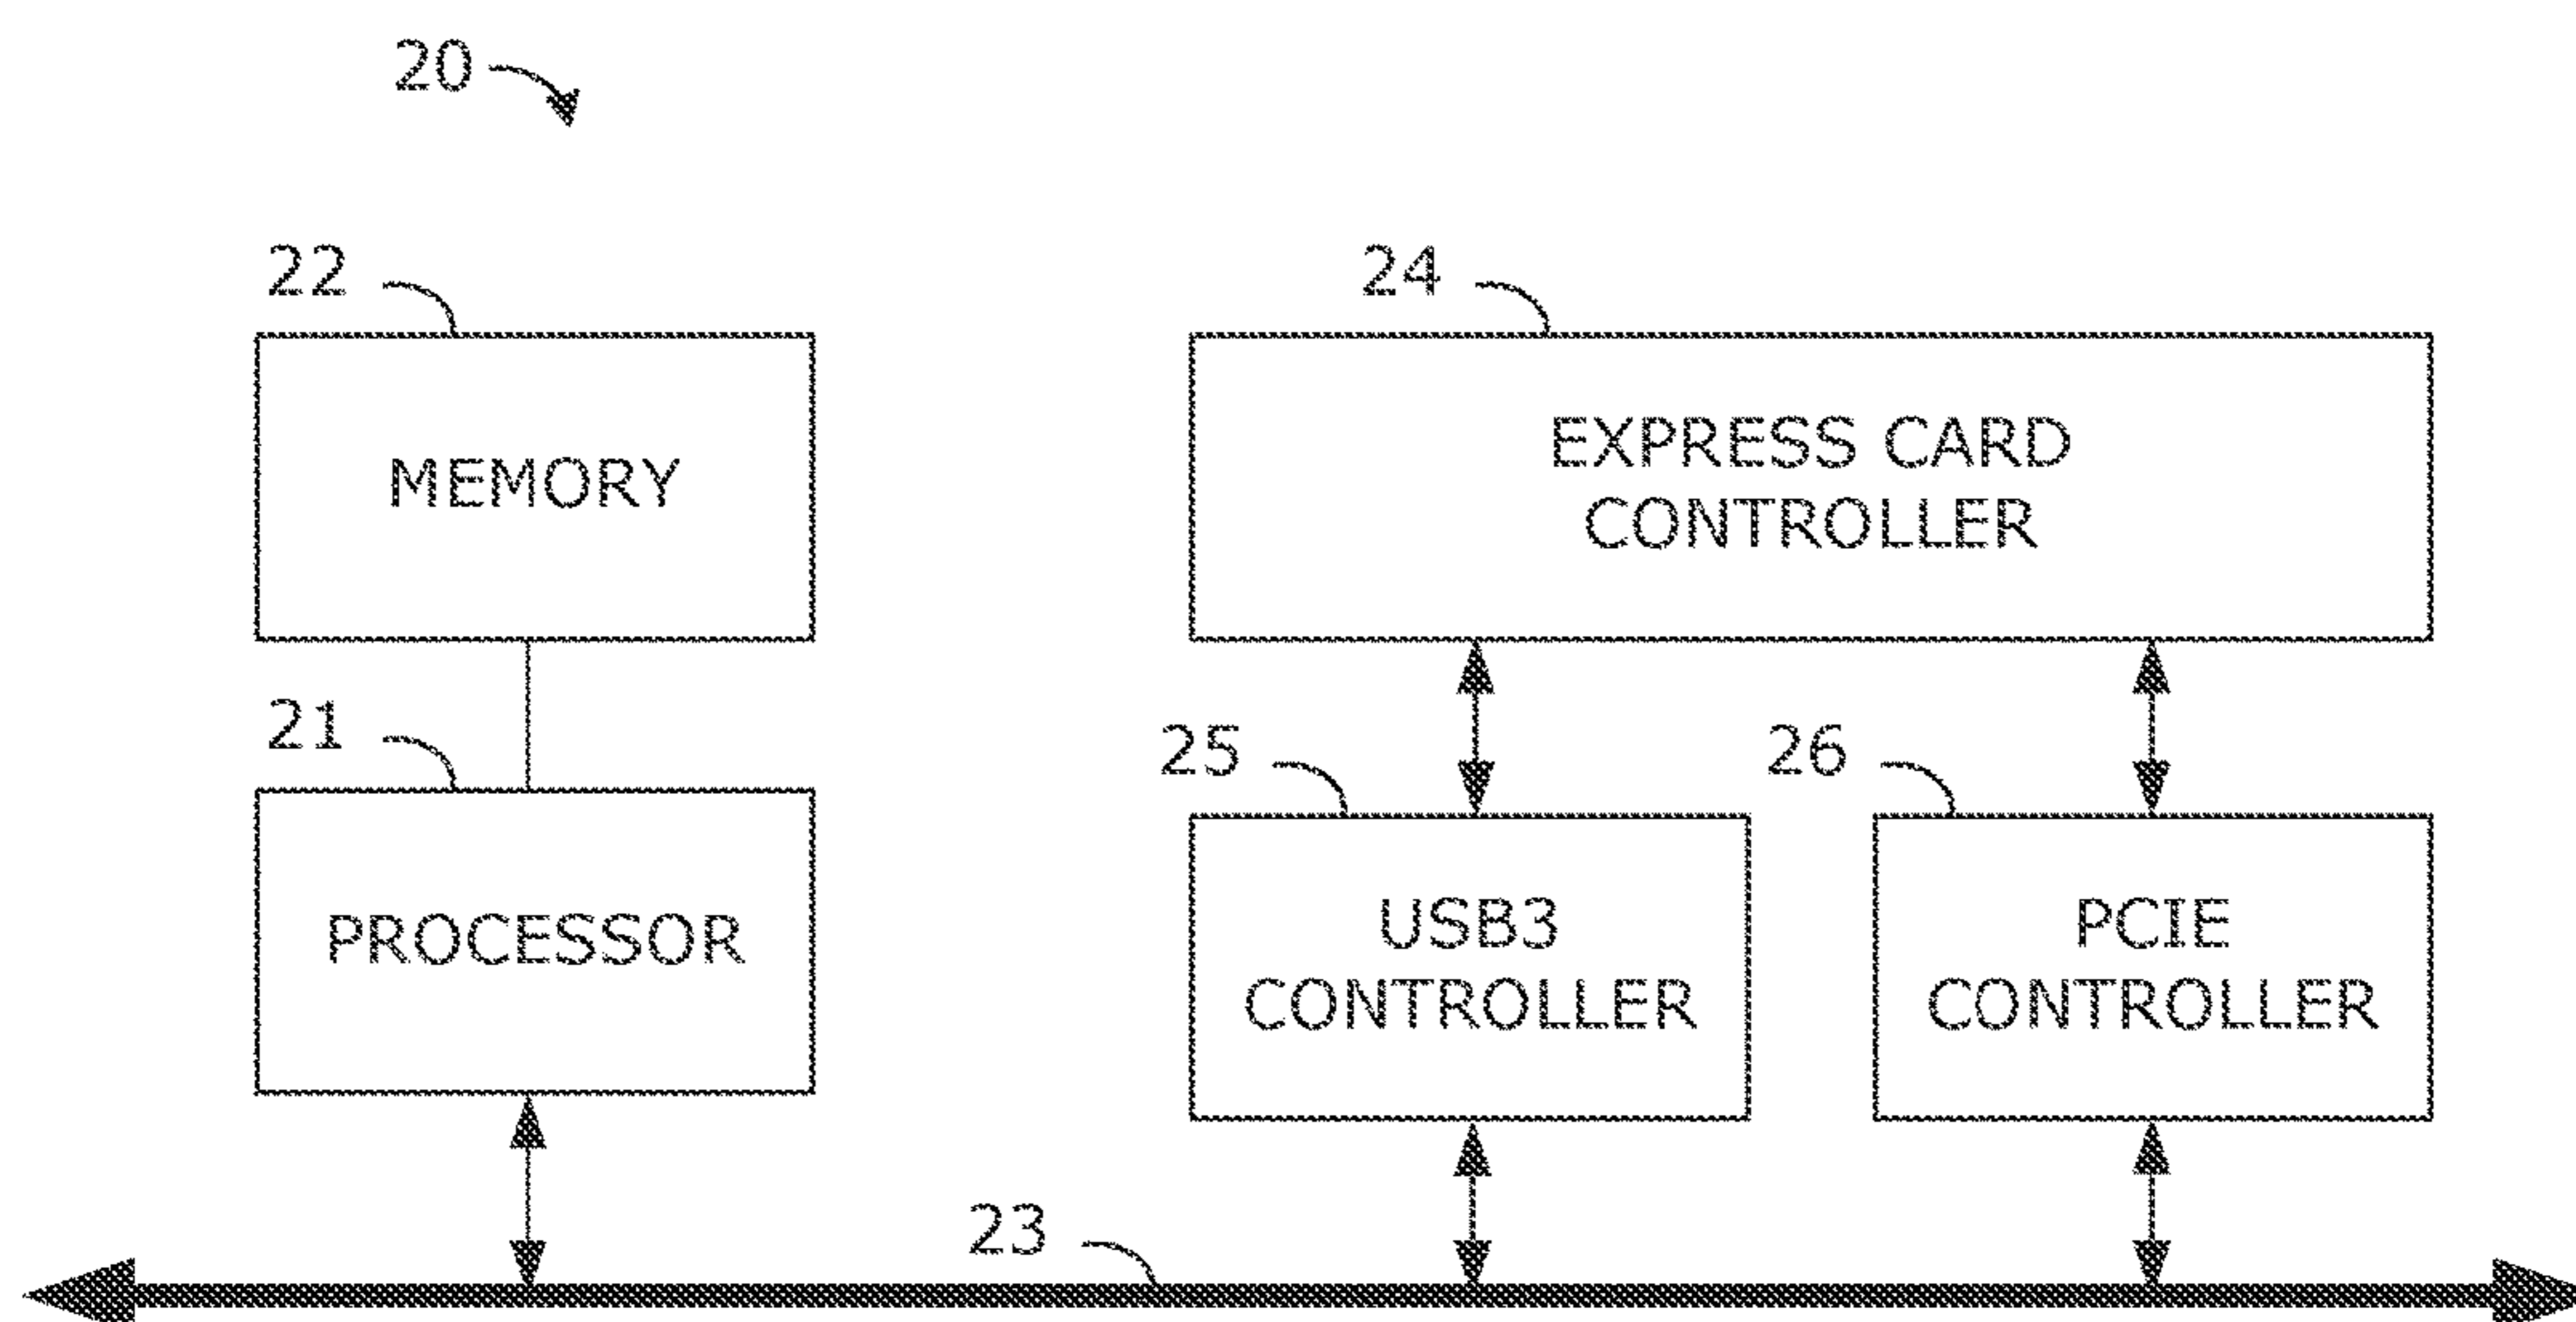 20
22
24
MEMORY
EXPRESS CARD
CONTROLLER
21
25
26
PROCESSOR
USB3
CONTROLLER
PCIE
CONTROLLER
23